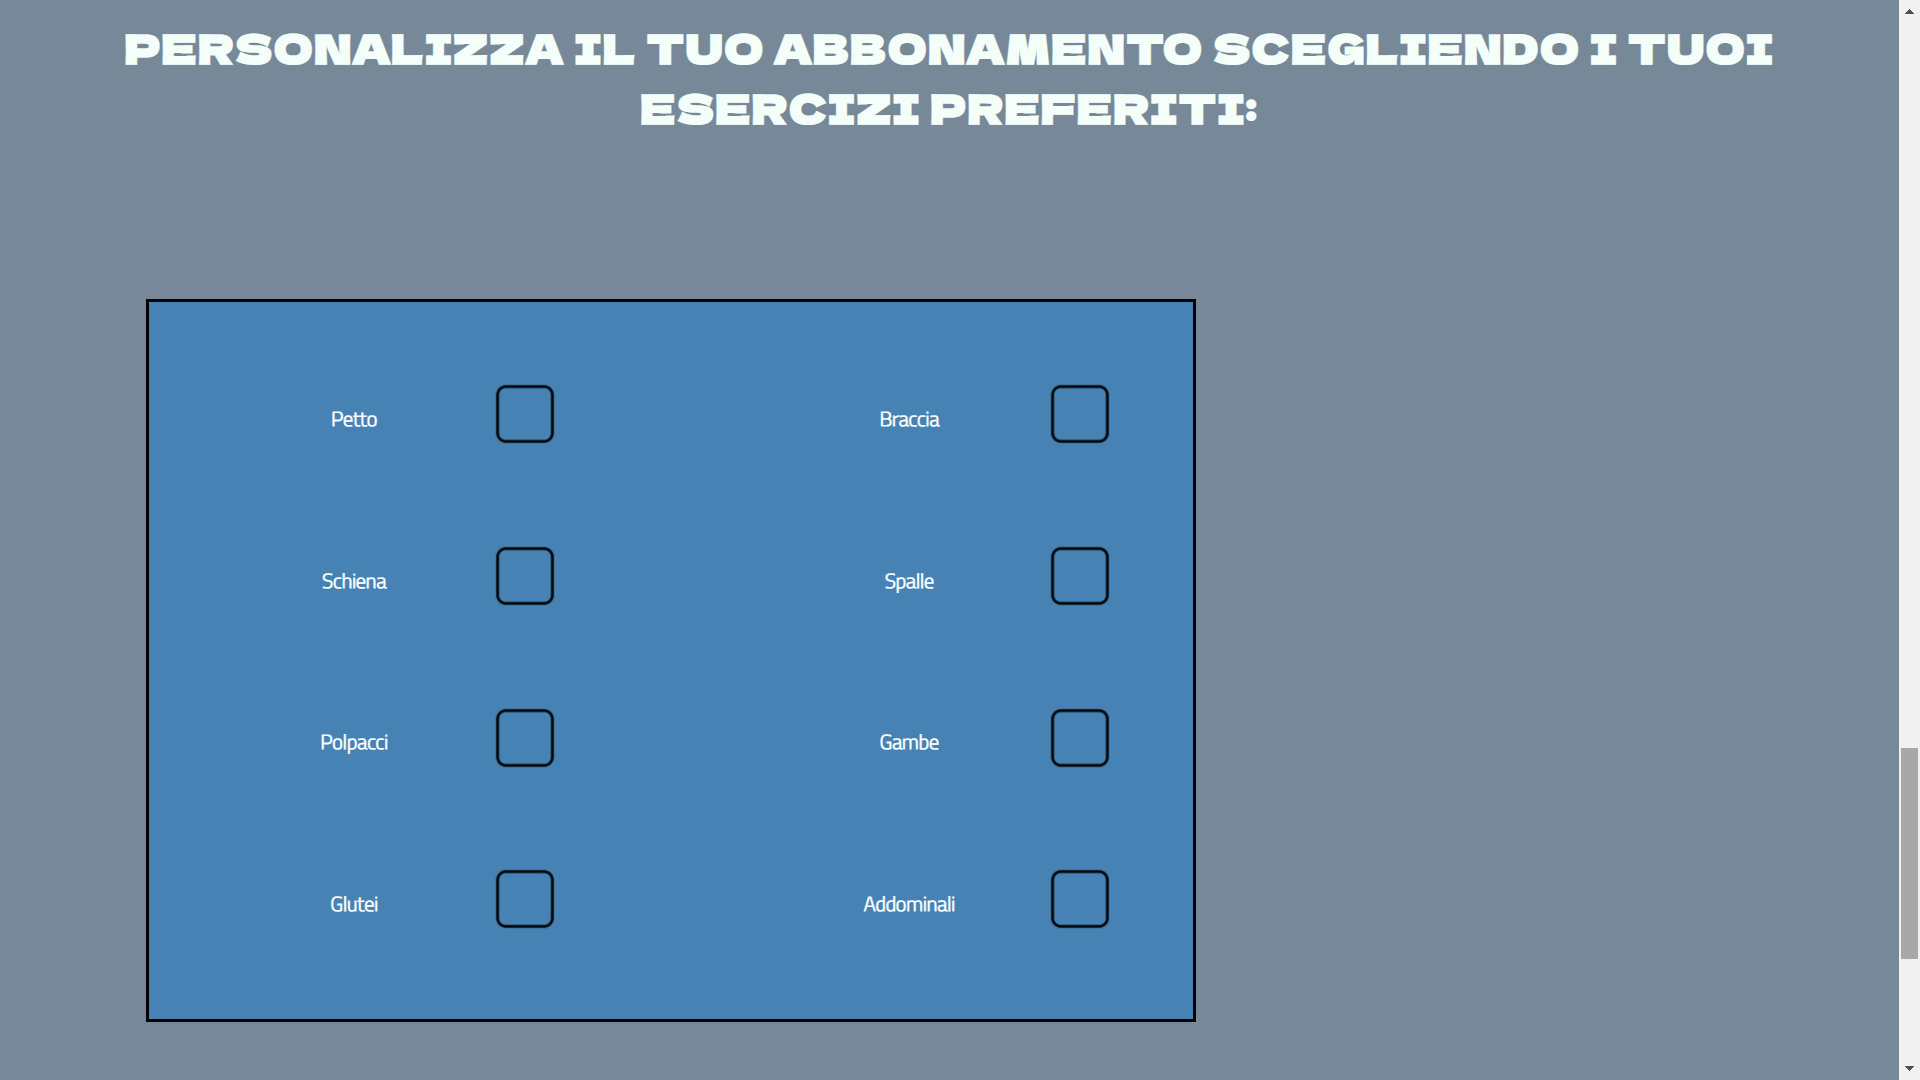 PERSONALIZZA IL TUO ABBONAMENTO SCEGLIENDO I TUOI
ESERCIZI PREFERITI:
Petto
Braccia
Schiena
Spalle
Polpacci
Gambe
Glutei
Addominali